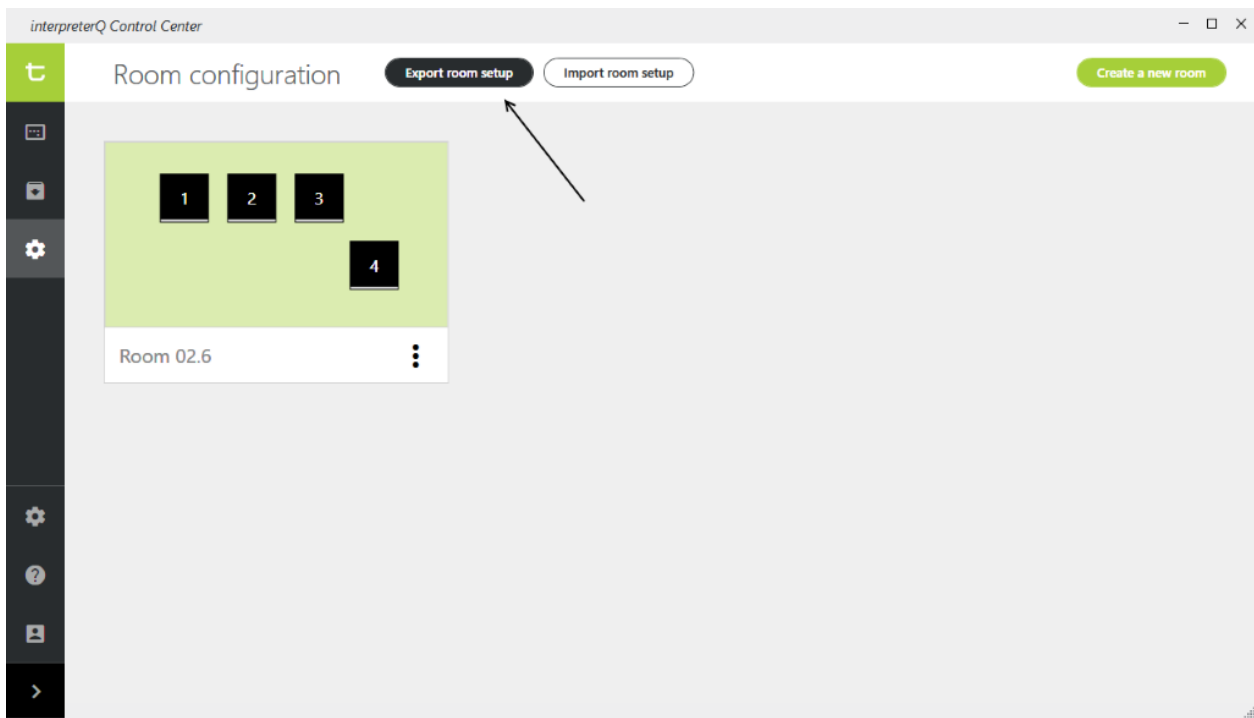 interpreterQ Control Center
Room configuration
Export room setup
Import room setup
Create a new room
1 2 3
4
Room 02.6